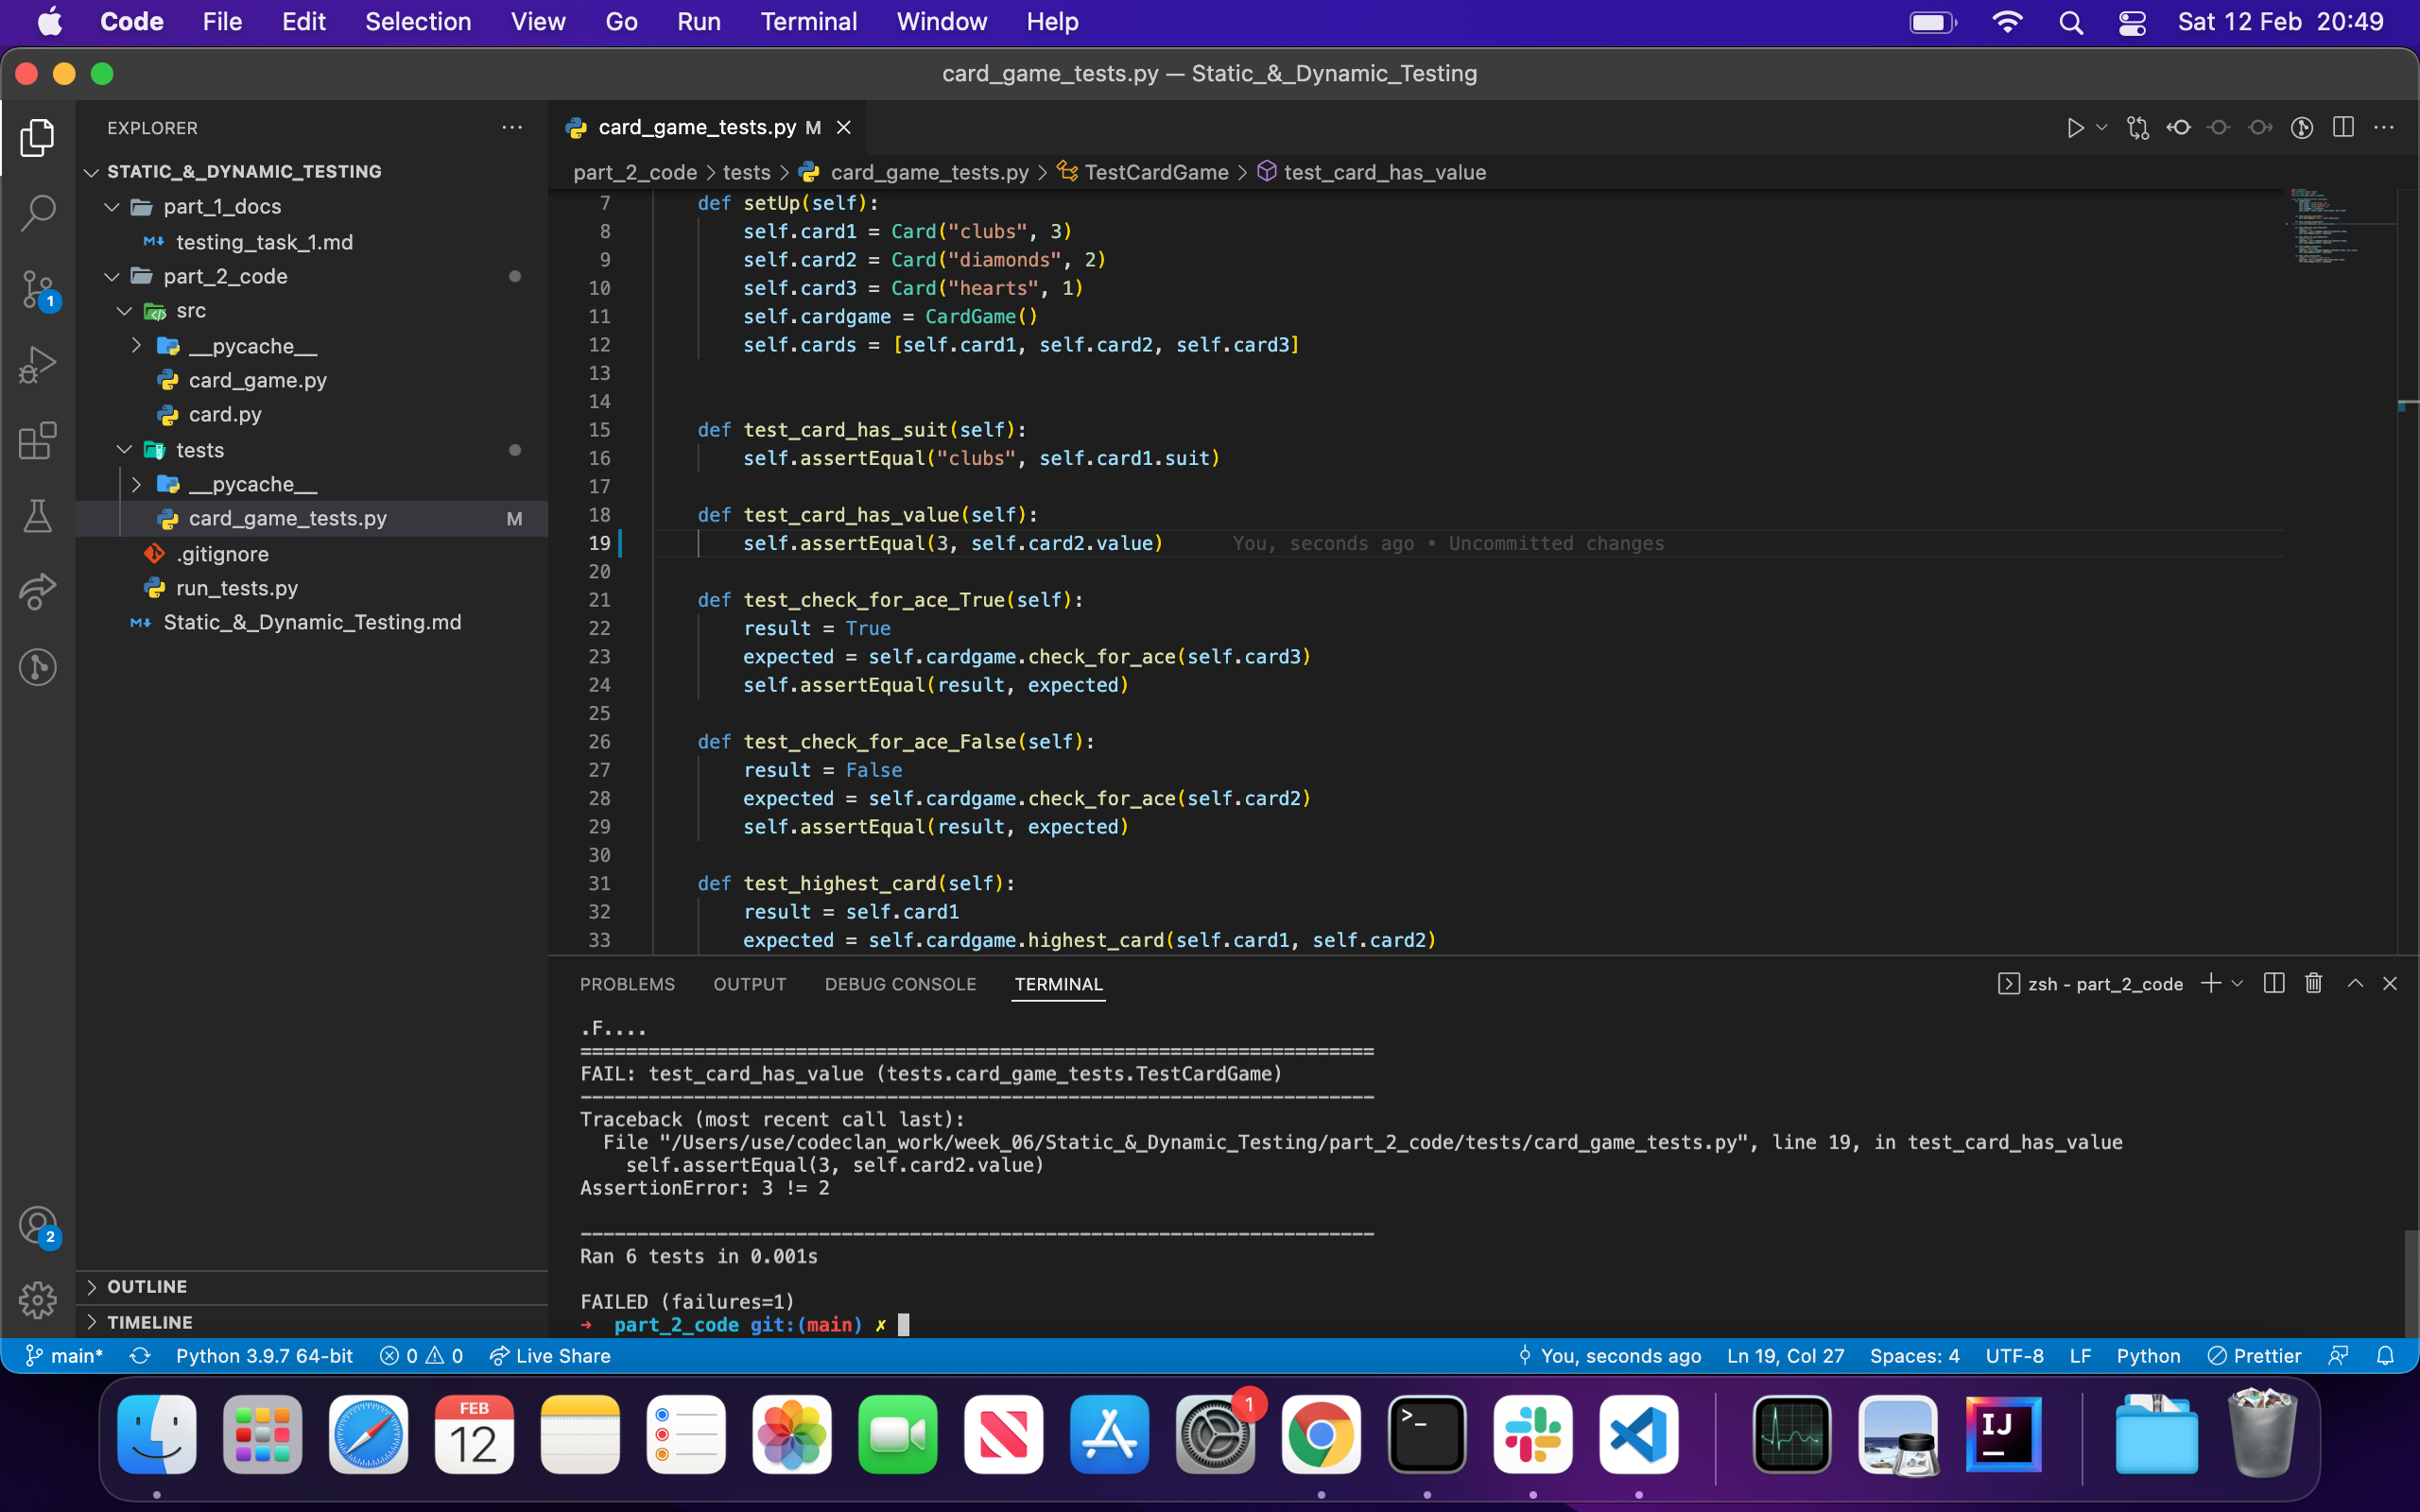 Code File Edit Selection View Go Run Terminal Window Help Sat 12 Feb 20:49
card_game_tests.py — Static_&_Dynamic_Testing
EXPLORER
STATIC_&_DYNAMIC_TESTING
part_1_docs
testing_task_1.md
part_2_code
src
__pycache__
card_game.py
card.py
tests
__pycache__
card_game_tests.py M
.gitignore
run_tests.py
Static_&_Dynamic_Testing.md
OUTLINE
TIMELINE
1
2
card_game_tests.py M
part_2_code > tests > card_game_tests.py > TestCardGame > test_card_has_value
7 def setUp(self):
8 self.card1 = Card("clubs", 3)
9 self.card2 = Card("diamonds", 2)
10 self.card3 = Card("hearts", 1)
11 self.cardgame = CardGame()
12 self.cards = [self.card1, self.card2, self.card3]
13
14
15 def test_card_has_suit(self):
16 self.assertEqual("clubs", self.card1.suit)
17
18 def test_card_has_value(self):
19 self.assertEqual(3, self.card2.value) You, seconds ago • Uncommitted changes
20
21 def test_check_for_ace_True(self):
22 result = True
23 expected = self.cardgame.check_for_ace(self.card3)
24 self.assertEqual(result, expected)
25
26 def test_check_for_ace_False(self):
27 result = False
28 expected = self.cardgame.check_for_ace(self.card2)
29 self.assertEqual(result, expected)
30
31 def test_highest_card(self):
32 result = self.card1
33 expected = self.cardgame.highest_card(self.card1, self.card2)
PROBLEMS OUTPUT DEBUG CONSOLE TERMINAL zsh - part_2_code
.F....
======================================================================
FAIL: test_card_has_value (tests.card_game_tests.TestCardGame)
----------------------------------------------------------------------
Traceback (most recent call last):
File "/Users/use/codeclan_work/week_06/Static_&_Dynamic_Testing/part_2_code/tests/card_game_tests.py", line 19, in test_card_has_value
self.assertEqual(3, self.card2.value)
AssertionError: 3 != 2
----------------------------------------------------------------------
Ran 6 tests in 0.001s
FAILED (failures=1)
➜ part_2_code git:(main) ✗
main* Python 3.9.7 64-bit 0 0 Live Share You, seconds ago Ln 19, Col 27 Spaces: 4 UTF-8 LF Python Prettier
FEB
12
1
>_
IJ